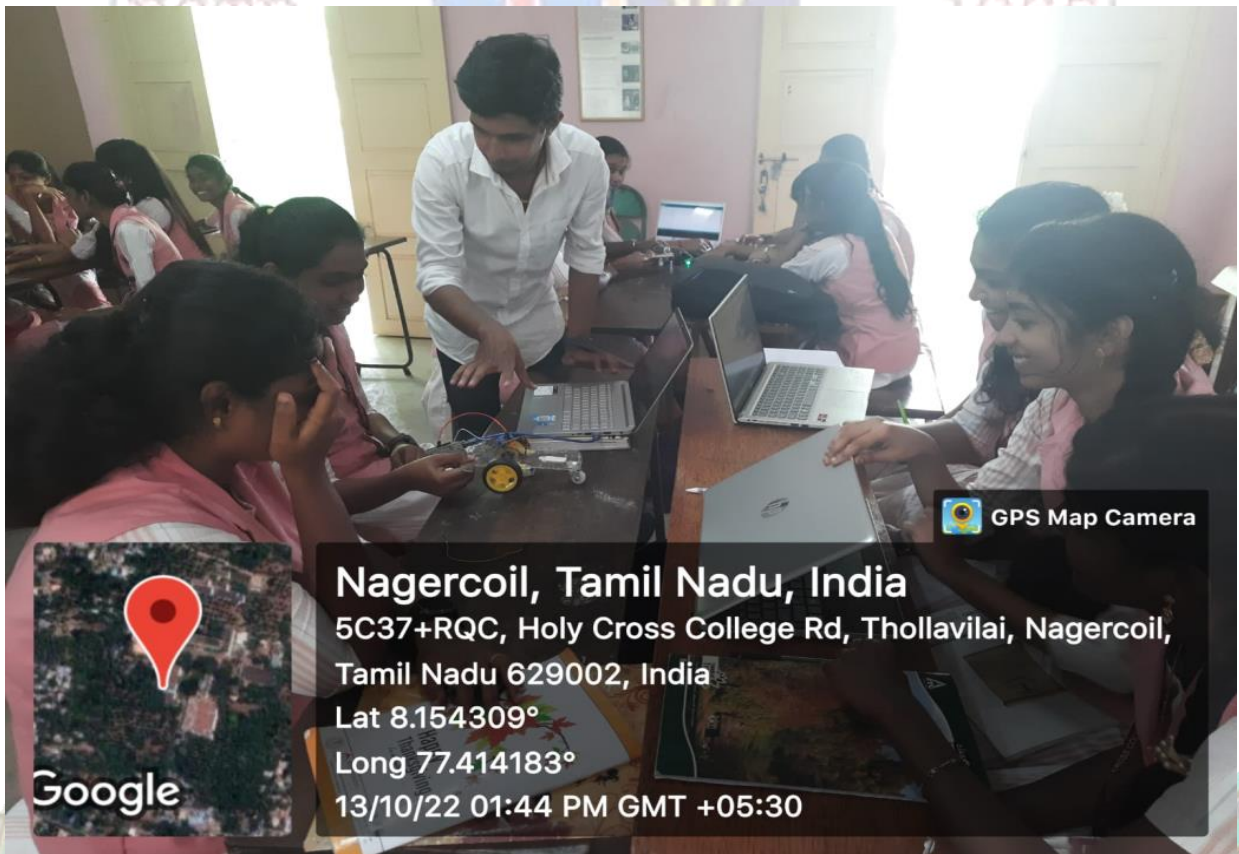 GPS Map Camera
Nagercoil, Tamil Nadu, India
5C37+RQC, Holy Cross College Rd, Thollavilai, Nagercoil,
Tamil Nadu 629002, India
Lat 8.154309°
Long 77.414183°
13/10/22 01:44 PM GMT +05:30
Google